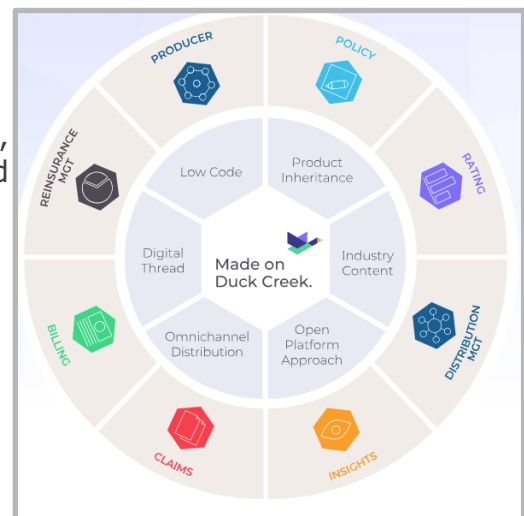 PRODUCER
POLICY
RATING
DISTRIBUTION
MGT
INSIGHTS
CLAIMS
BILLING
REINSURANCE
MGT
Low Code
Product
Inheritance
Industry
Content
Open
Platform
Approach
Omnichannel
Distribution
Digital
Thread
Made on
Duck Creek.